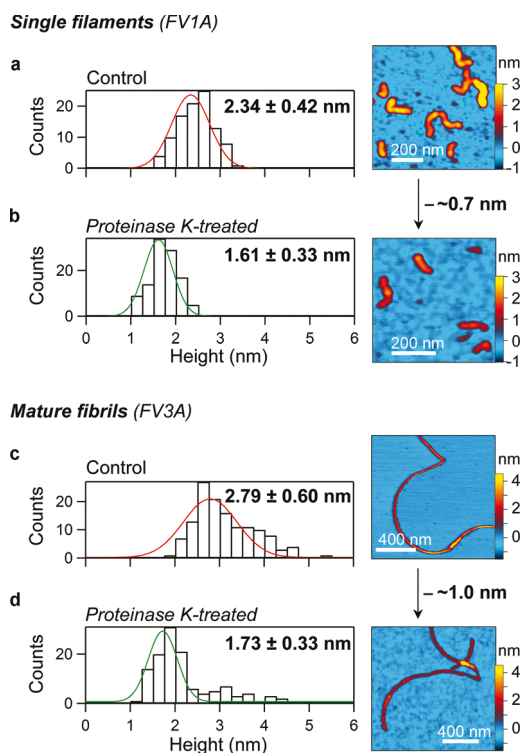 Single filaments (FV1A)
a
Control
Counts
20
10
0
2.34 ± 0.42 nm
nm
3
2
1
0
-1
200 nm
– ~0.7 nm
b
Proteinase K-treated
Counts
20
0
1.61 ± 0.33 nm
0 1 2 3 4 5 6
Height (nm)
nm
3
2
1
0
-1
200 nm
Mature fibrils (FV3A)
c
Control
Counts
20
10
0
2.79 ± 0.60 nm
nm
4
2
0
400 nm
– ~1.0 nm
d
Proteinase K-treated
Counts
20
0
1.73 ± 0.33 nm
0 1 2 3 4 5 6
Height (nm)
nm
4
2
0
400 nm